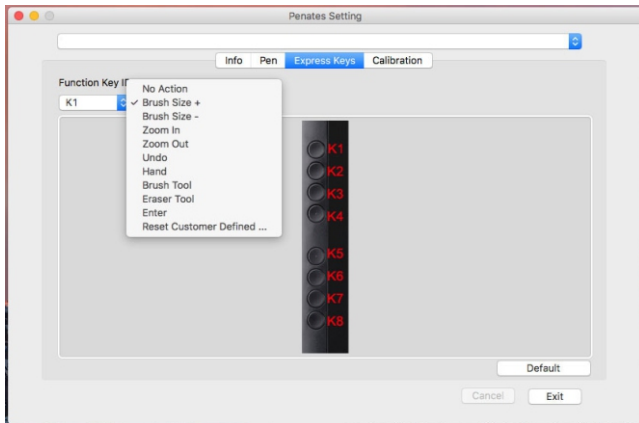 Penates Setting
Info Pen Express Keys Calibration
Function Key
K1
No Action
✓ Brush Size +
Brush Size -
Zoom In
Zoom Out
Undo
Hand
Brush Tool
Eraser Tool
Enter
Reset Customer Defined ...
K1
K2
K3
K4
K5
K6
K7
K8
Default
Cancel Exit